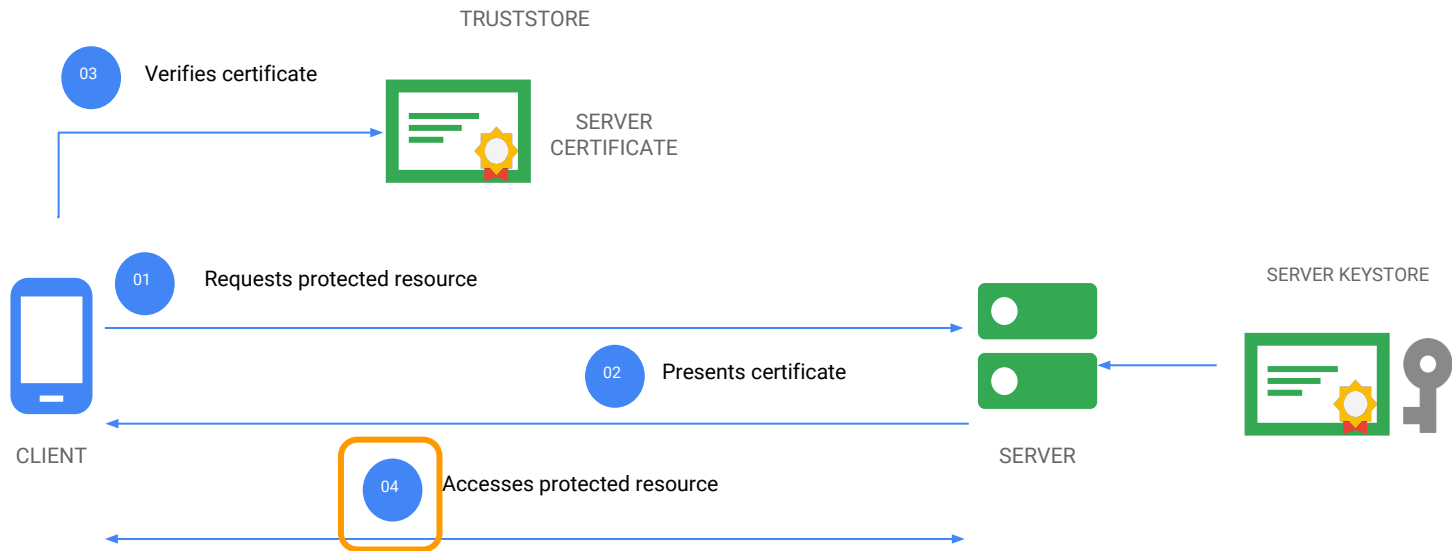 TRUSTSTORE
03
Verifies certificate
SERVER
CERTIFICATE
01
Requests protected resource
SERVER KEYSTORE
02
Presents certificate
CLIENT
SERVER
04
Accesses protected resource